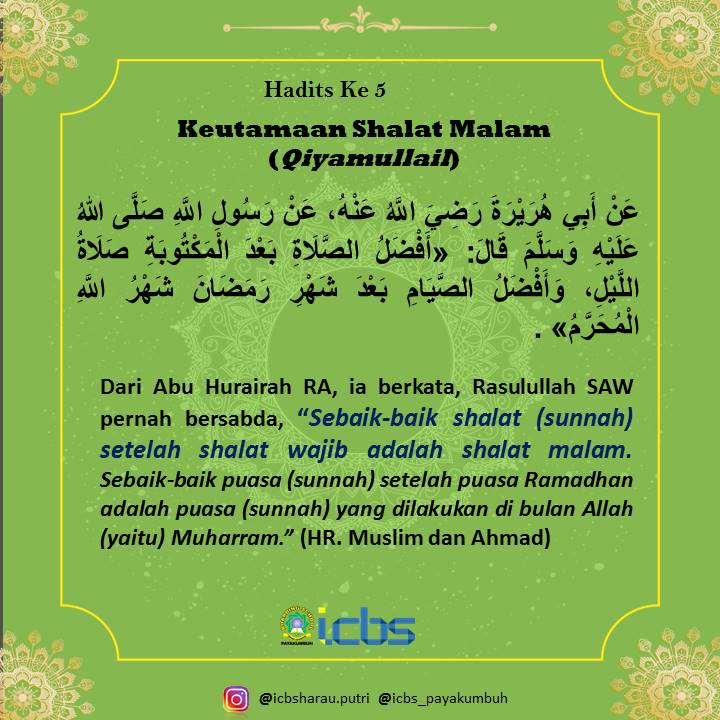 Hadits Ke 5
Keutamaan Shalat Malam
(Qiyamullail)
عَنْ أَبِي هُرَيْرَةَ رَضِيَ اللَّهُ عَنْهُ، عَنْ رَسُولِ اللَّهِ صَلَّى اللهُ
عَلَيْهِ وَسَلَّمَ قَالَ: «أَفْضَلُ الصَّلَاةِ بَعْدَ الْمَكْتُوبَةِ صَلَاةُ
اللَّيْلِ، وَأَفْضَلُ الصِّيَامِ بَعْدَ شَهْرِ رَمَضَانَ شَهْرُ اللَّهِ
الْمُحَرَّمُ» .
Dari Abu Hurairah RA, ia berkata, Rasulullah SAW
pernah bersabda, “Sebaik-baik shalat (sunnah)
setelah shalat wajib adalah shalat malam.
Sebaik-baik puasa (sunnah) setelah puasa Ramadhan
adalah puasa (sunnah) yang dilakukan di bulan Allah
(yaitu) Muharram.” (HR. Muslim dan Ahmad)
icbs
PAYAKUMBUH
@icbsharau.putri @icbs_payakumbuh